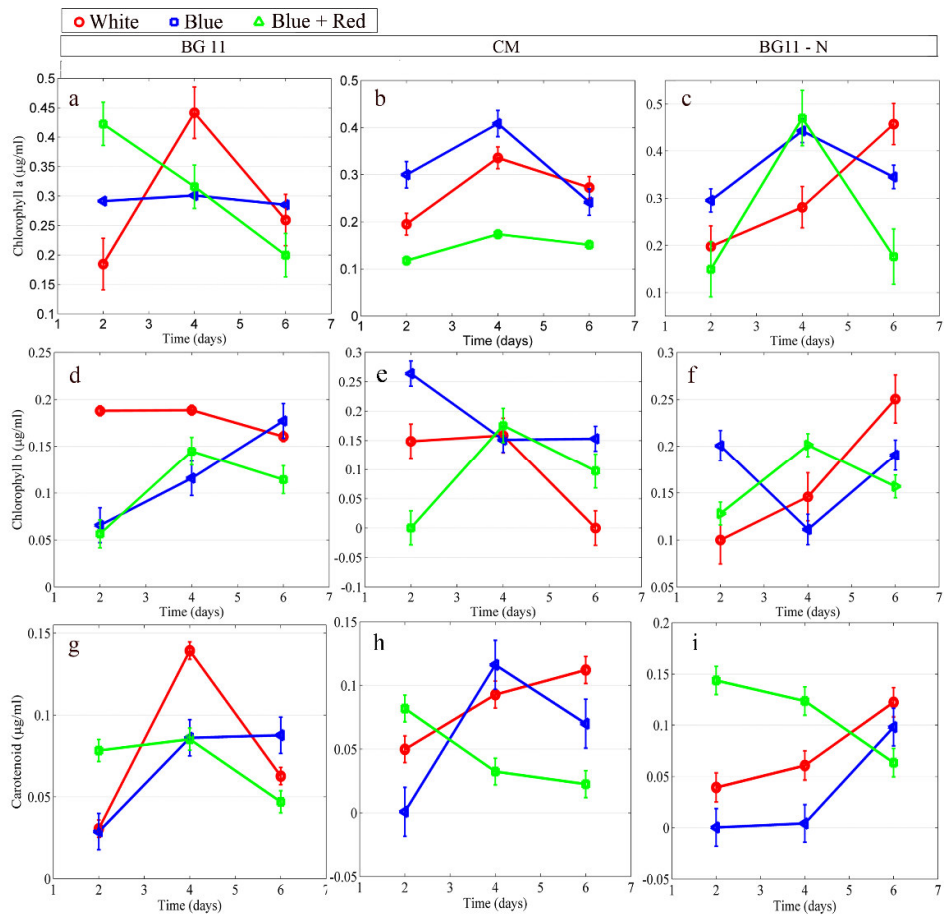 White Blue Blue + Red
BG 11 CM BG11 - N
a
Chlorophyll a (µg/ml)
0.5
0.45
0.4
0.35
0.3
0.25
0.2
0.15
0.1
1 2 3 4 5 6 7
Time (days)
b
0.5
0.4
0.3
0.2
0.1
0
1 2 3 4 5 6 7
Time (days)
c
0.5
0.4
0.3
0.2
0.1
1 2 3 4 5 6 7
Time (days)
d
Chlorophyll b (µg/ml)
0.25
0.2
0.15
0.1
0.05
0
1 2 3 4 5 6 7
Time (days)
e
0.3
0.25
0.2
0.15
0.1
0.05
0
-0.05
-0.1
1 2 3 4 5 6 7
Time (days)
f
0.3
0.25
0.2
0.15
0.1
0.05
1 2 3 4 5 6 7
Time (days)
g
Carotenoid (µg/ml)
0.15
0.1
0.05
0
1 2 3 4 5 6 7
Time (days)
h
0.15
0.1
0.05
0
-0.05
1 2 3 4 5 6 7
Time (days)
i
0.2
0.15
0.1
0.05
0
-0.05
1 2 3 4 5 6 7
Time (days)